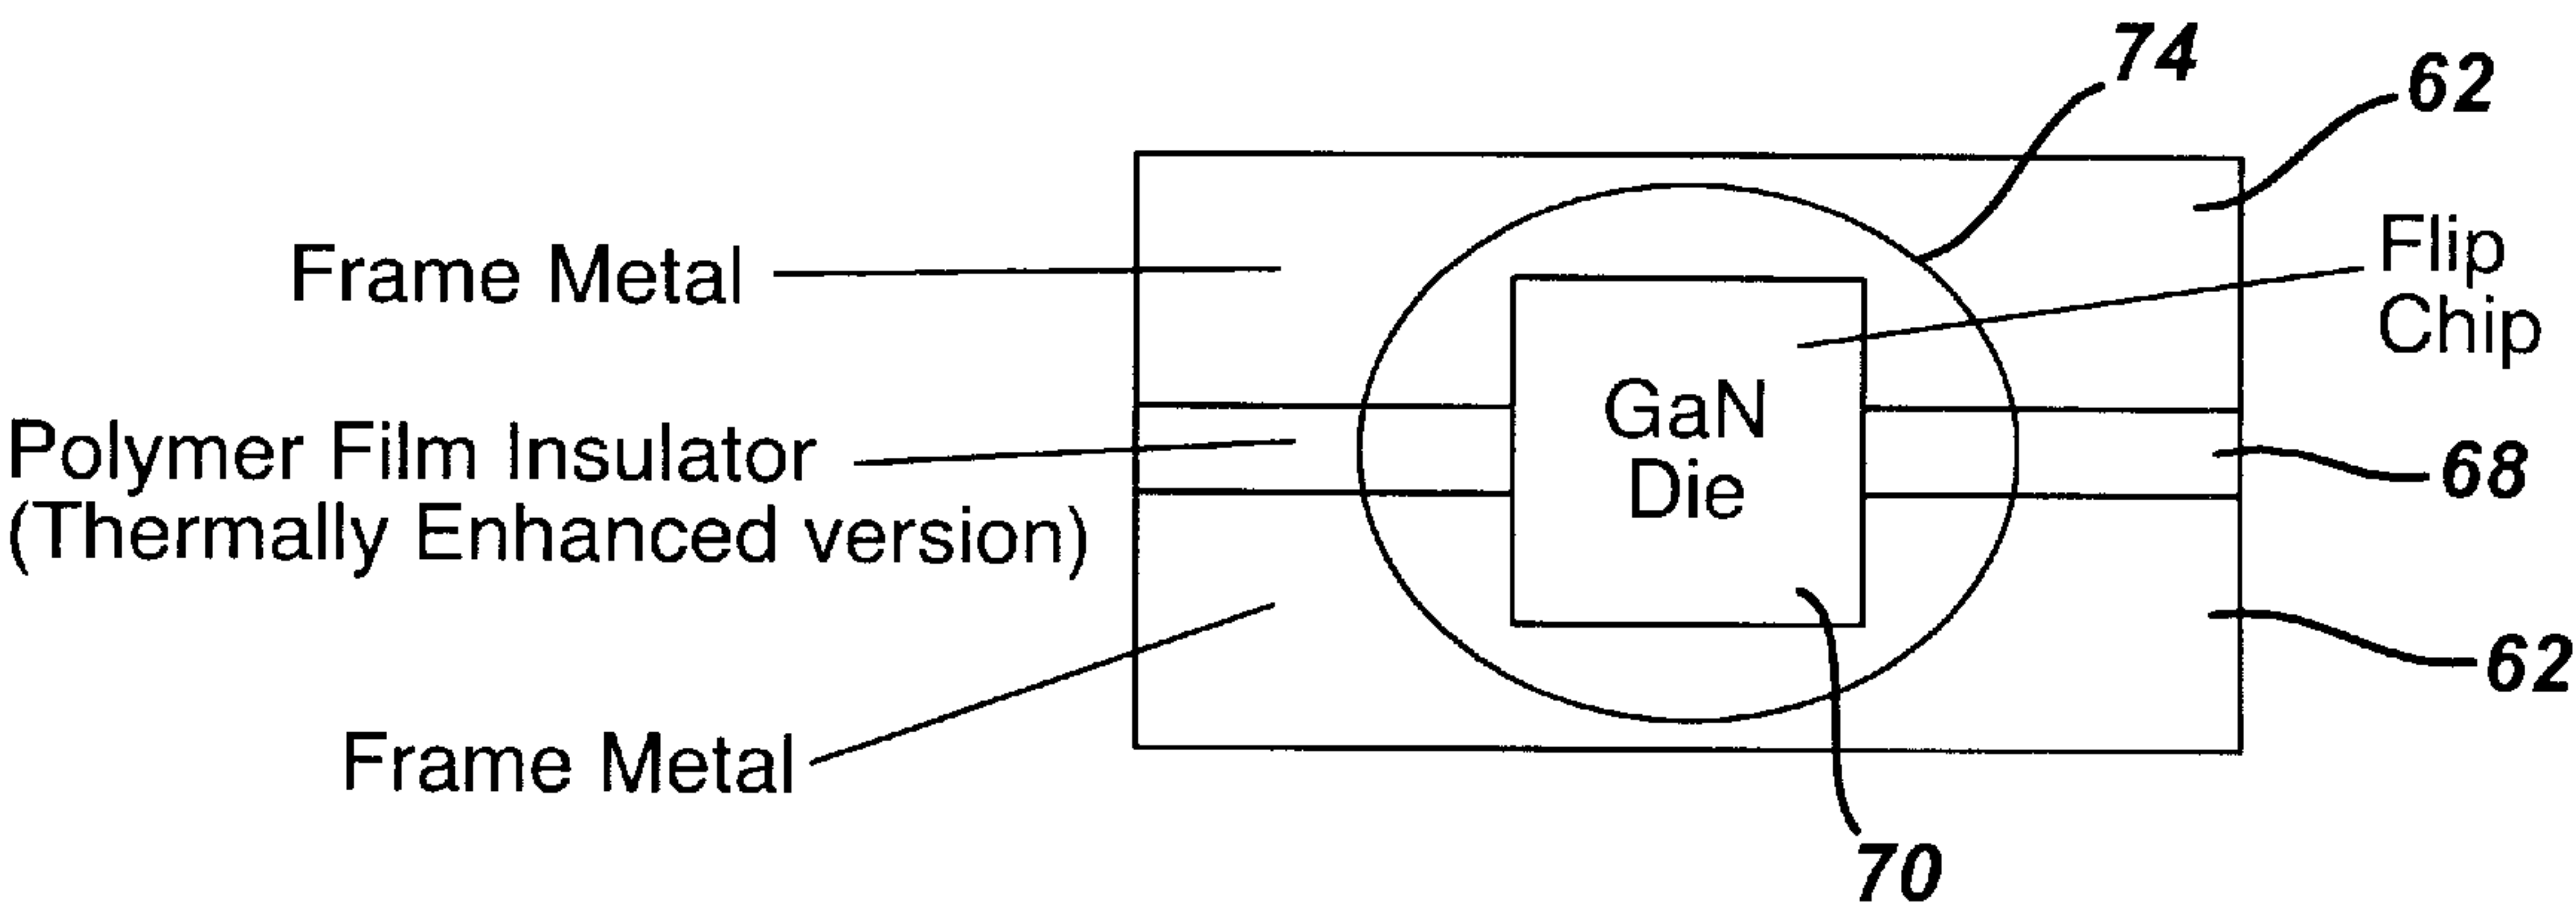 74
62
Frame Metal
Flip
Chip
GaN
Die
Polymer Film Insulator
(Thermally Enhanced version)
68
62
Frame Metal
70